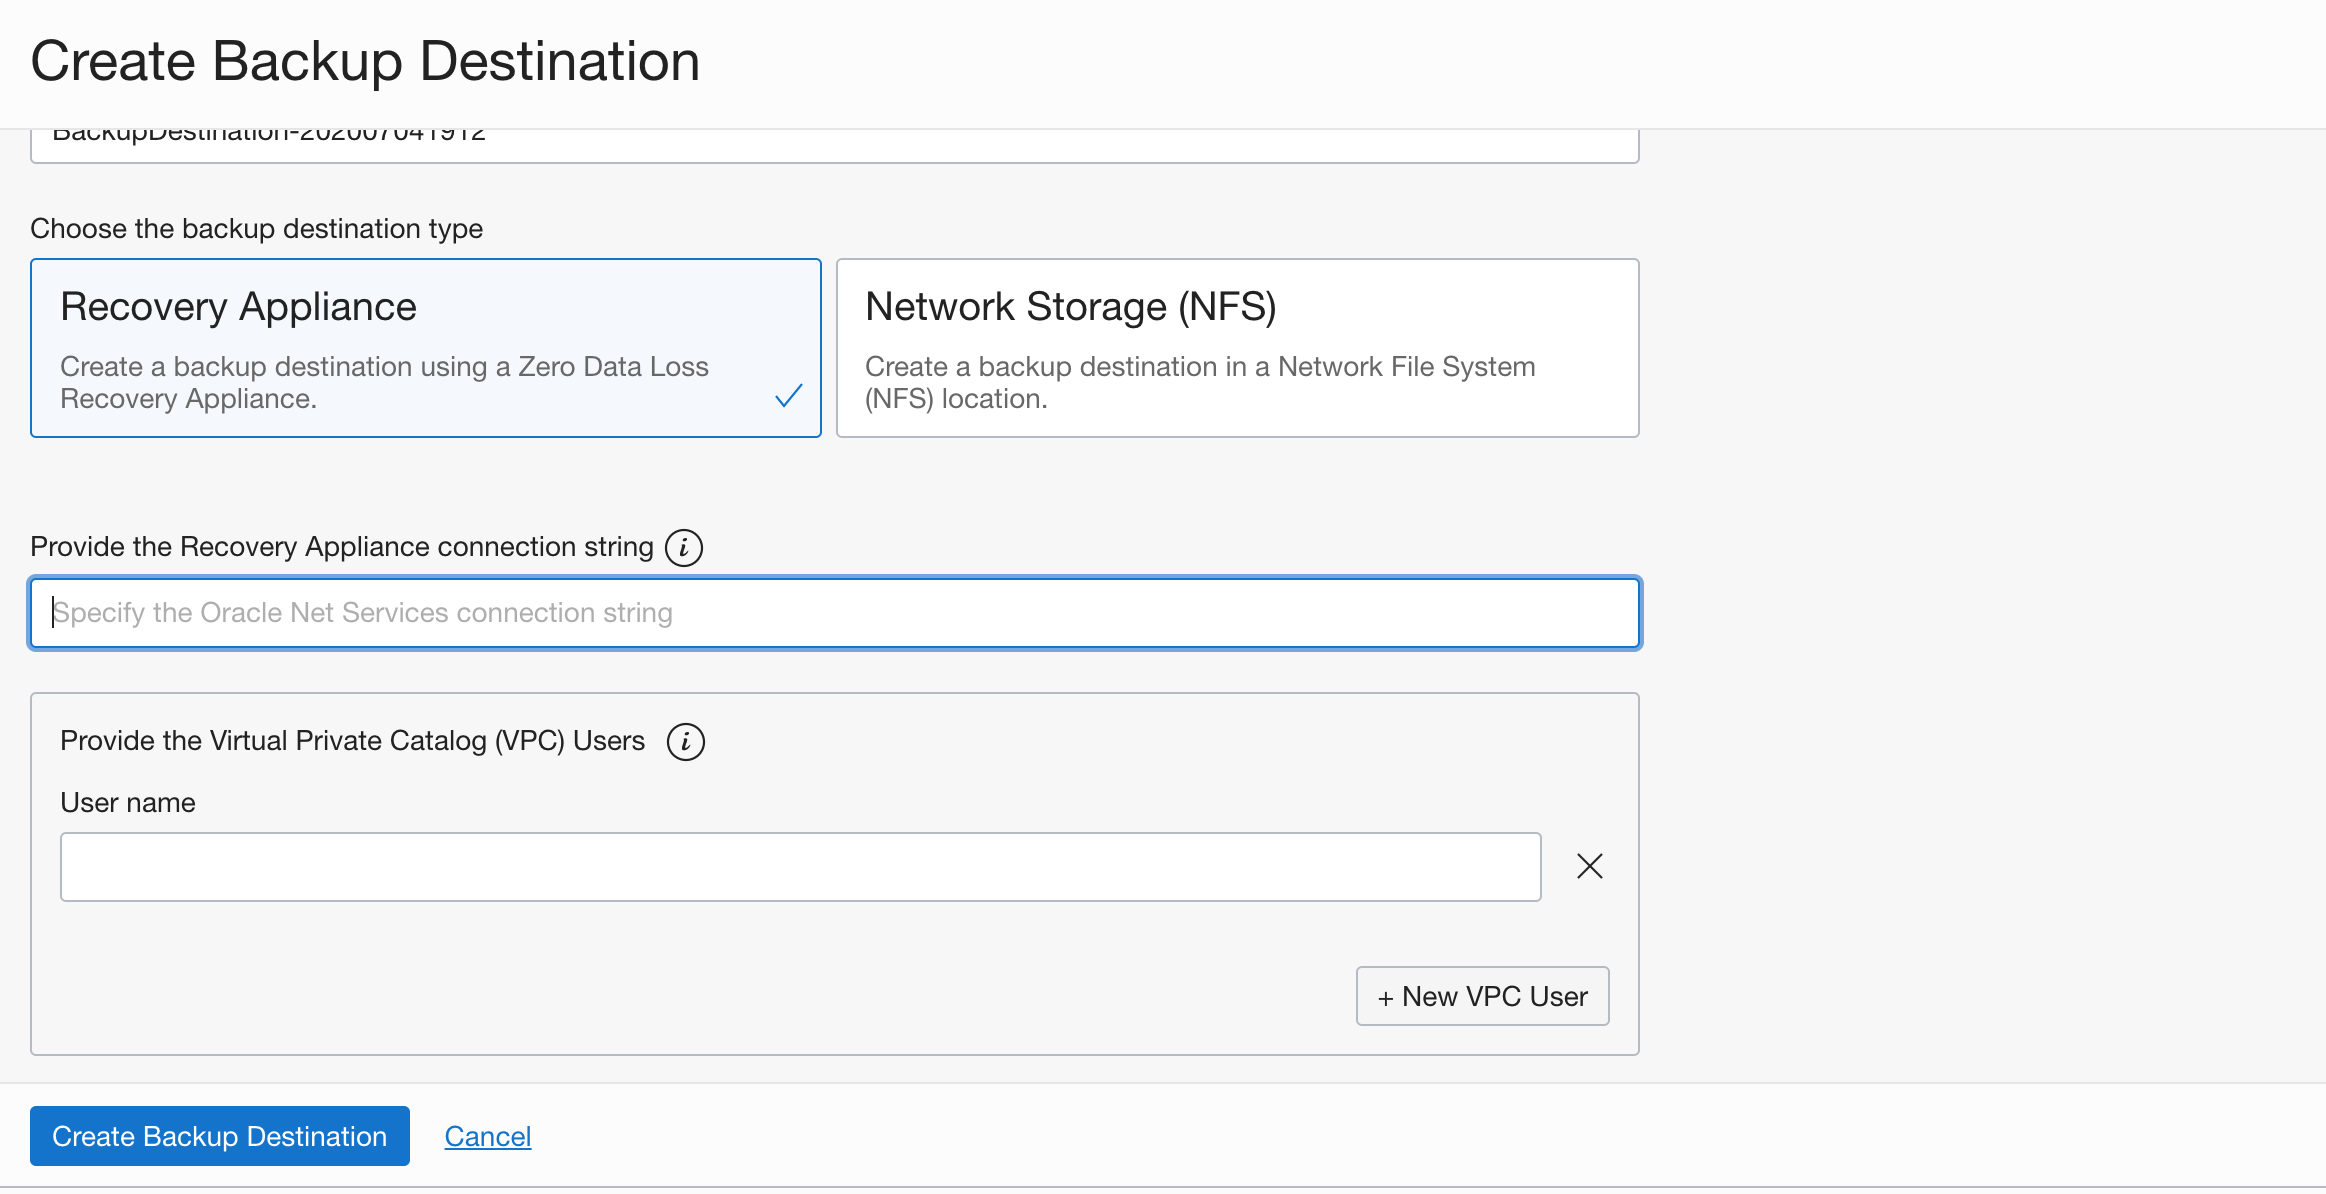 Create Backup Destination
BackupDestination-202007041912
Choose the backup destination type
Recovery Appliance
Create a backup destination using a Zero Data Loss
Recovery Appliance.
Network Storage (NFS)
Create a backup destination in a Network File System
(NFS) location.
Provide the Recovery Appliance connection string
Specify the Oracle Net Services connection string
Provide the Virtual Private Catalog (VPC) Users
User name
+ New VPC User
Create Backup Destination
Cancel